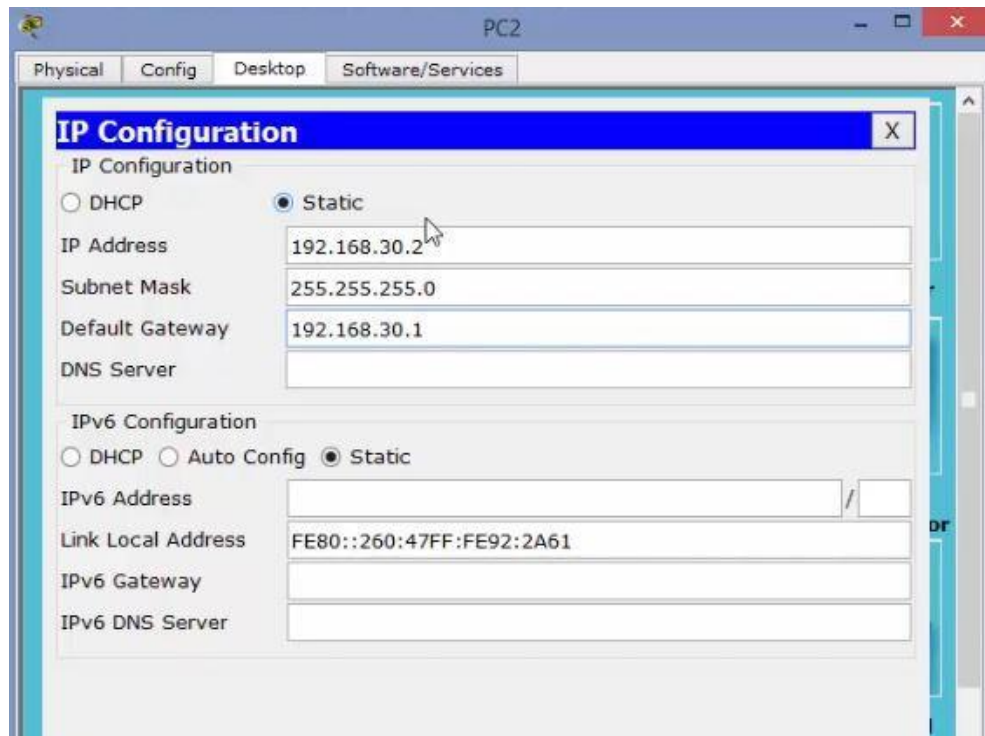 PC2
Physical Config Desktop Software/Services
IP Configuration X
IP Configuration
DHCP Static
IP Address 192.168.30.2
Subnet Mask 255.255.255.0
Default Gateway 192.168.30.1
DNS Server
IPv6 Configuration
DHCP Auto Config Static
IPv6 Address /
Link Local Address FE80::260:47FF:FE92:2A61
IPv6 Gateway
IPv6 DNS Server